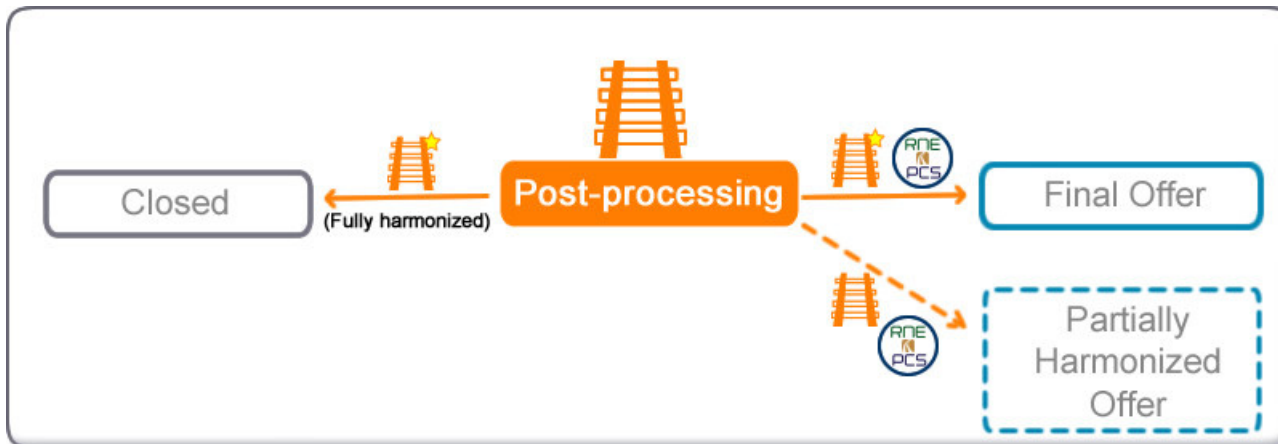 RNE
PCS
Closed
(Fully harmonized)
Post-processing
Final Offer
RNE
PCS
Partially
Harmonized
Offer